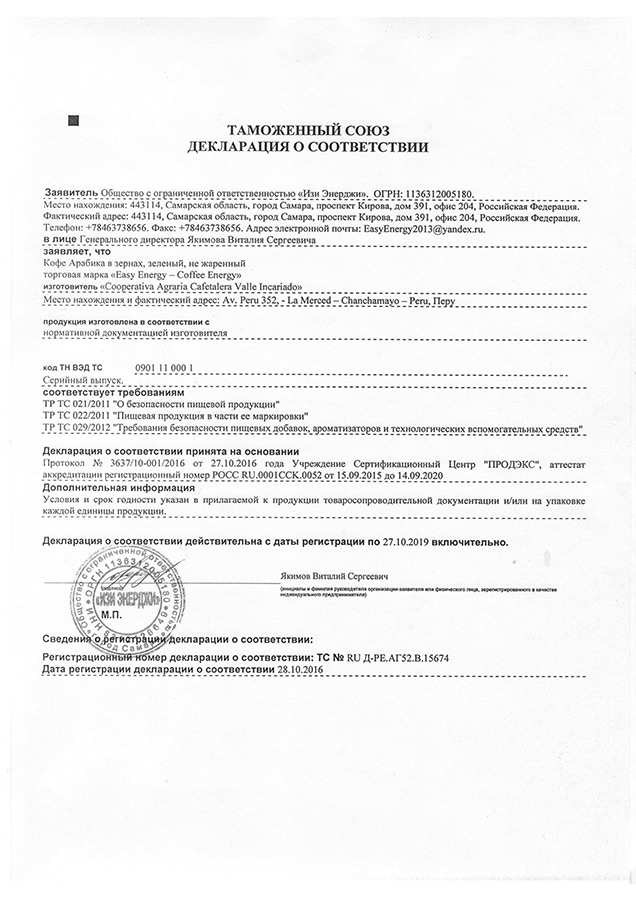 ТАМОЖЕННЫЙ СОЮЗ
ДЕКЛАРАЦИЯ О СООТВЕТСТВИИ
Заявитель Общество с ограниченной ответственностью «Изи Энерджи». ОГРН: 1136312005180.
Место нахождения: 443114, Самарская область, город Самара, проспект Кирова, дом 391, офис 204, Российская Федерация.
Фактический адрес: 443114, Самарская область, город Самара, проспект Кирова, дом 391, офис 204, Российская Федерация.
Телефон: +78463738656. Факс: +78463738656. Адрес электронной почты: EasyEnergy2013@yandex.ru.
в лице Генерального директора Якимова Виталия Сергеевича
заявляет, что
Кофе Арабика в зернах, зеленый, не жаренный
торговая марка «Easy Energy – Coffee Energy»
изготовитель «Cooperativa Agraria Cafetalera Valle Incariado»
Место нахождения и фактический адрес: Av. Peru 352, - La Merced – Chanchamayo – Peru, Перу
продукция изготовлена в соответствии с
нормативной документацией изготовителя
код ТН ВЭД ТС 0901 11 000 1
Серийный выпуск.
соответствует требованиям
ТР ТС 021/2011 "О безопасности пищевой продукции"
ТР ТС 022/2011 "Пищевая продукция в части ее маркировки"
ТР ТС 029/2012 "Требования безопасности пищевых добавок, ароматизаторов и технологических вспомогательных средств"
Декларация о соответствии принята на основании
Протокол № 3637/10-001/2016 от 27.10.2016 года Учреждение Сертификационный Центр "ПРОДЭКС", аттестат
аккредитации регистрационный номер РОСС RU.0001ССК.0052 от 15.09.2015 до 14.09.2020
Дополнительная информация
Условия и срок годности указан в прилагаемой к продукции товаросопроводительной документации и/или на упаковке
каждой единицы продукции.
Декларация о соответствии действительна с даты регистрации по 27.10.2019 включительно.
Общество с ограниченной ответственностью
ОГРН 1136312005180
«ИЗИ ЭНЕРДЖИ»
город Самара
М.П.
Якимов Виталий Сергеевич
(инициалы и фамилия руководителя организации-заявителя или физического лица, зарегистрированного в качестве
индивидуального предпринимателя)
Сведения о регистрации декларации о соответствии:
Регистрационный номер декларации о соответствии: ТС № RU Д-PE.АГ52.В.15674
Дата регистрации декларации о соответствии 28.10.2016